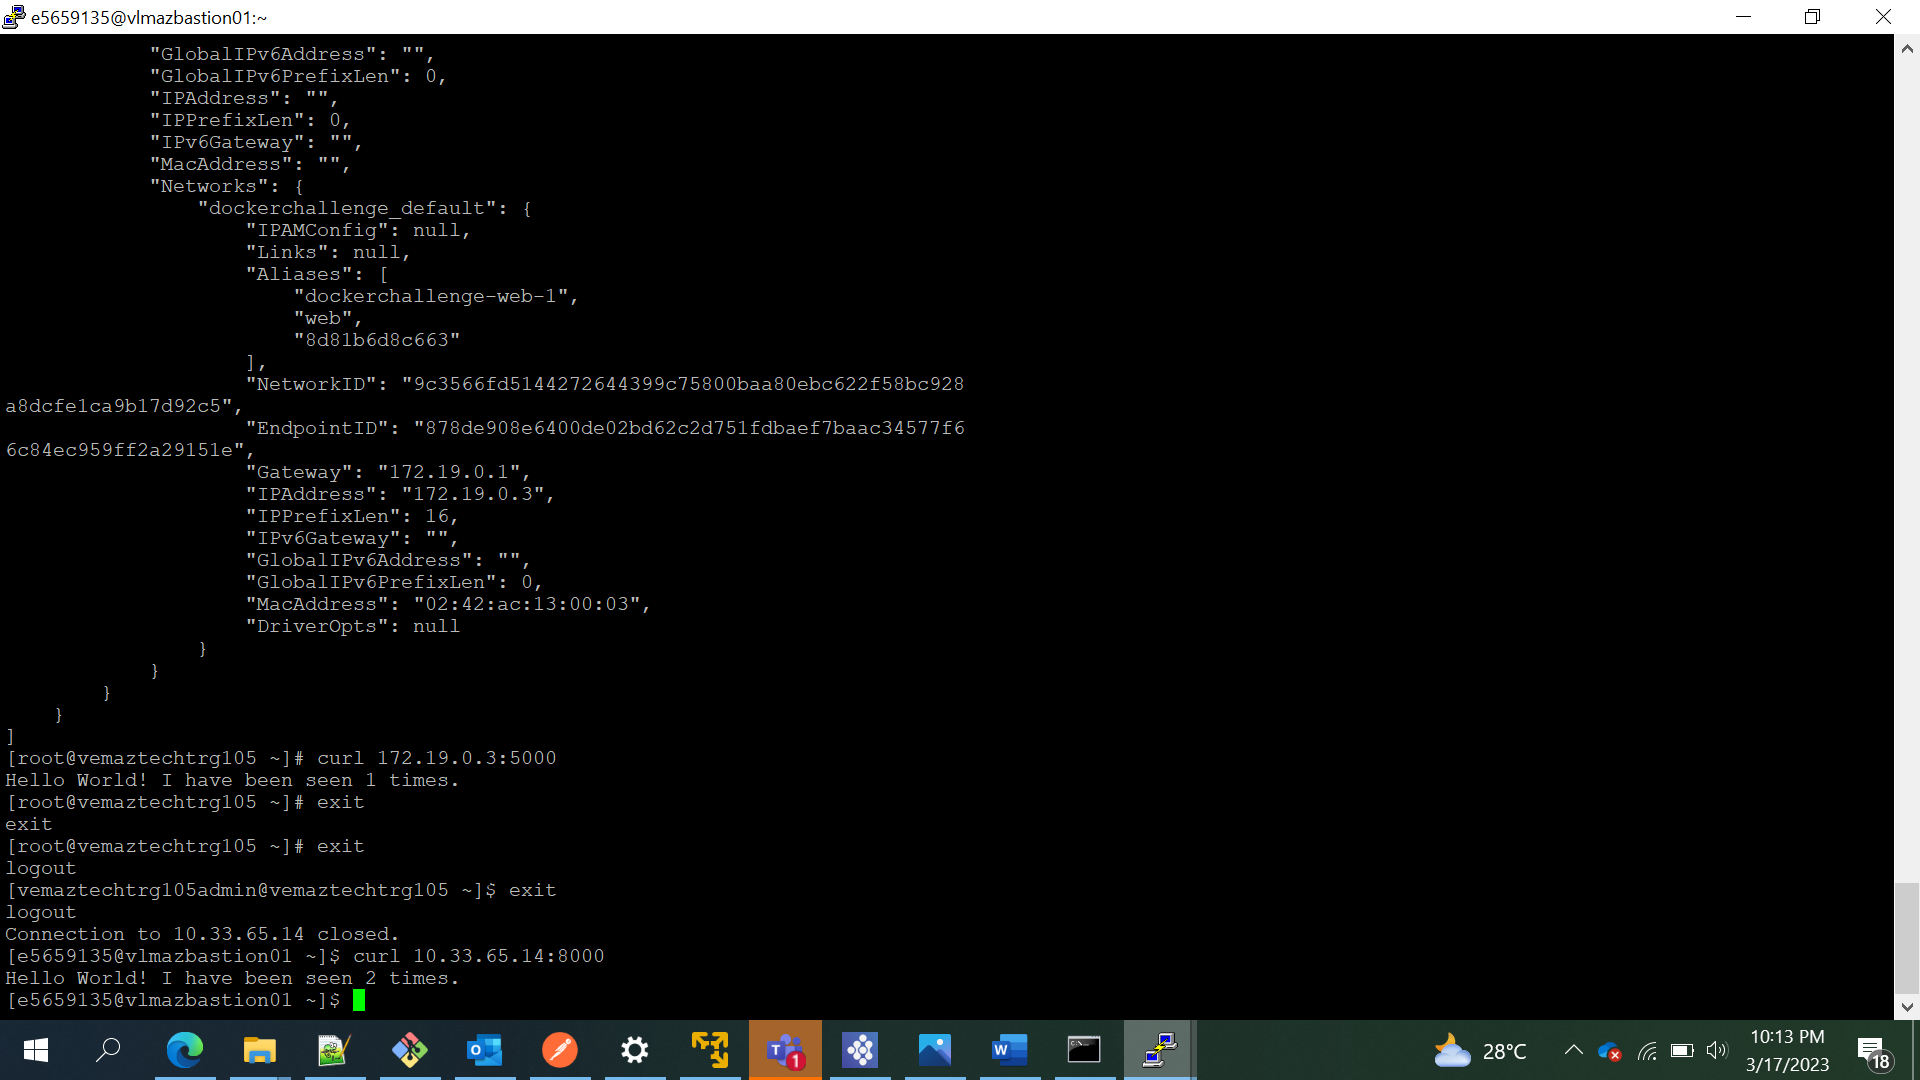 e5659135@vlmazbastion01:~
"GlobalIPv6Address": "",
"GlobalIPv6PrefixLen": 0,
"IPAddress": "",
"IPPrefixLen": 0,
"IPv6Gateway": "",
"MacAddress": "",
"Networks": {
"dockerchallenge_default": {
"IPAMConfig": null,
"Links": null,
"Aliases": [
"dockerchallenge-web-1",
"web",
"8d81b6d8c663"
],
"NetworkID": "9c3566fd5144272644399c75800baa80ebc622f58bc928
a8dcfe1ca9b17d92c5",
"EndpointID": "878de908e6400de02bd62c2d751fdbaef7baac34577f6
6c84ec959ff2a29151e",
"Gateway": "172.19.0.1",
"IPAddress": "172.19.0.3",
"IPPrefixLen": 16,
"IPv6Gateway": "",
"GlobalIPv6Address": "",
"GlobalIPv6PrefixLen": 0,
"MacAddress": "02:42:ac:13:00:03",
"DriverOpts": null
}
}
}
}
]
[root@vemaztechtrg105 ~]# curl 172.19.0.3:5000
Hello World! I have been seen 1 times.
[root@vemaztechtrg105 ~]# exit
exit
[root@vemaztechtrg105 ~]# exit
logout
[vemaztechtrg105admin@vemaztechtrg105 ~]$ exit
logout
Connection to 10.33.65.14 closed.
[e5659135@vlmazbastion01 ~]$ curl 10.33.65.14:8000
Hello World! I have been seen 2 times.
[e5659135@vlmazbastion01 ~]$
28°C
10:13 PM
3/17/2023
18